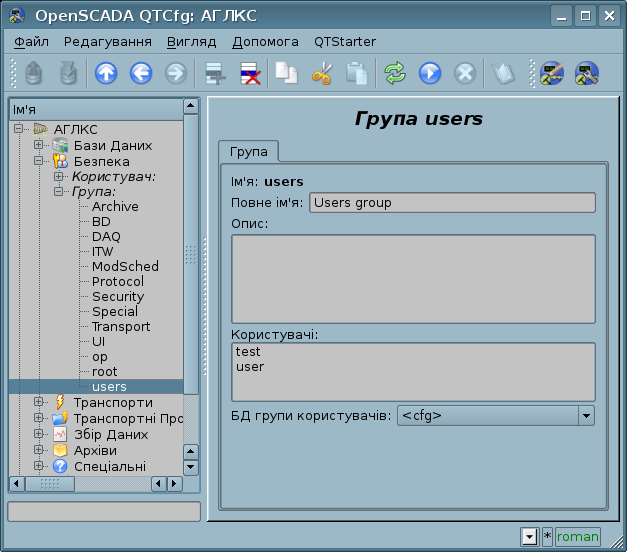 OpenSCADA QTCfg: АГЛКС
Файл Редагування Вигляд Допомога QTStarter
Ім'я
АГЛКС
Бази Даних
Безпека
Користувач:
Група:
Archive
BD
DAQ
ITW
ModSched
Protocol
Security
Special
Transport
UI
op
root
users
Транспорти
Транспортні Про
Збір Даних
Архіви
Спеціальні
Група users
Група
Ім'я: users
Повне ім'я: Users group
Опис:
Користувачі:
test
user
БД групи користувачів: <cfg>
* roman